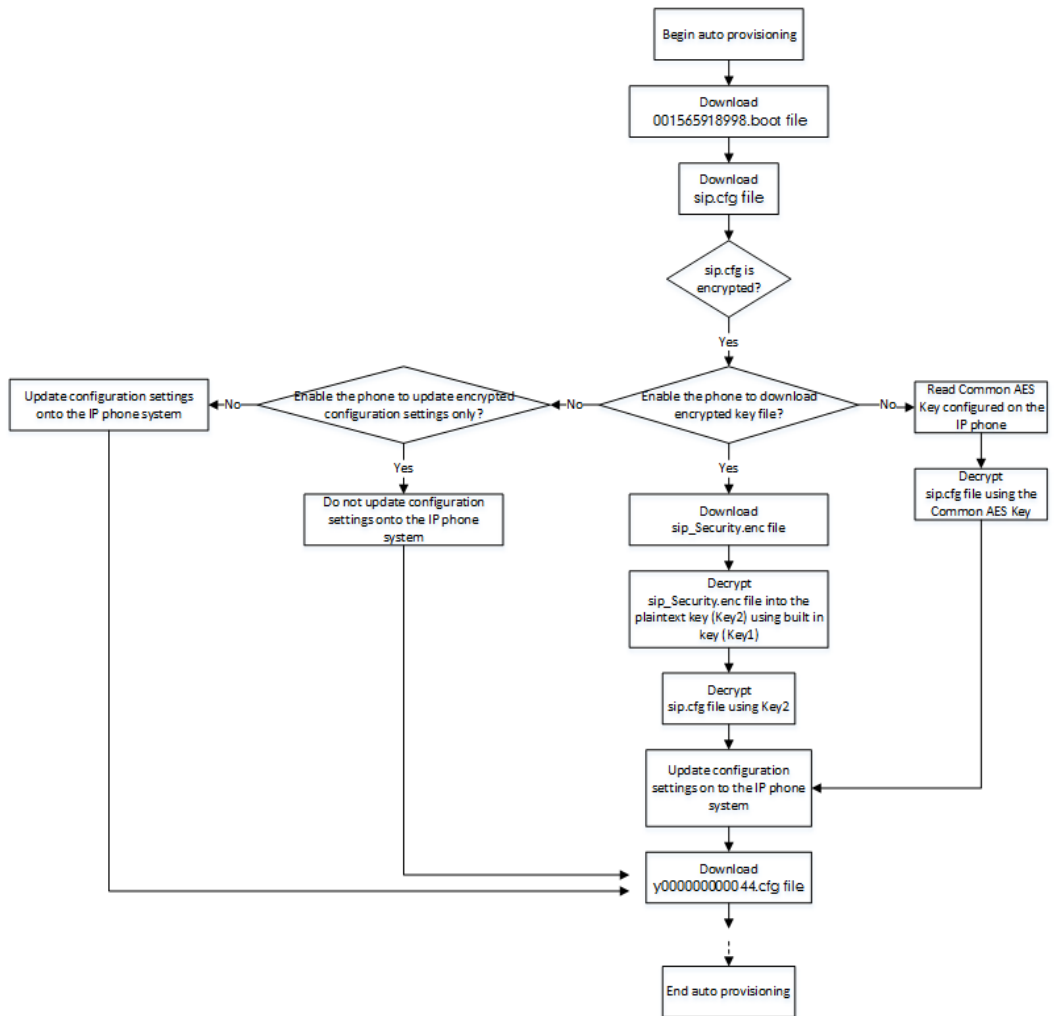 Begin auto provisioning
Download
001565918998.boot file
Download
sip.cfg file
sip.cfg is
encrypted?
Yes
Update configuration settings
onto the IP phone system
No
Enable the phone to update encrypted
configuration settings only?
No
Enable the phone to download
encrypted key file?
No
Read Common AES
Key configured on the
IP phone
Yes
Yes
Do not update configuration
settings onto the IP phone
system
Download
sip_Security.enc file
Decrypt
sip.cfg file using the
Common AES Key
Decrypt
sip_Security.enc file into the
plaintext key (Key2) using built in
key (Key1)
Decrypt
sip.cfg file using Key2
Update configuration
settings on to the IP phone
system
Download
y000000000044.cfg file
End auto provisioning